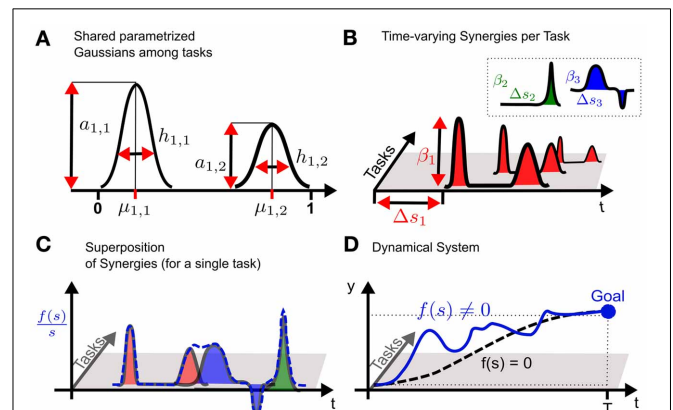 A Shared parametrized
Gaussians among tasks
a1,1
h1,1
a1,2
h1,2
0
μ1,1
μ1,2
1
B Time-varying Synergies per Task
β2
Δs2
β3
Δs3
Tasks
β1
Δs1
t
C Superposition
of Synergies (for a single task)
f(s)
s
Tasks
t
D Dynamical System
y
f(s) ≠ 0
Goal
Tasks
f(s) = 0
T
t